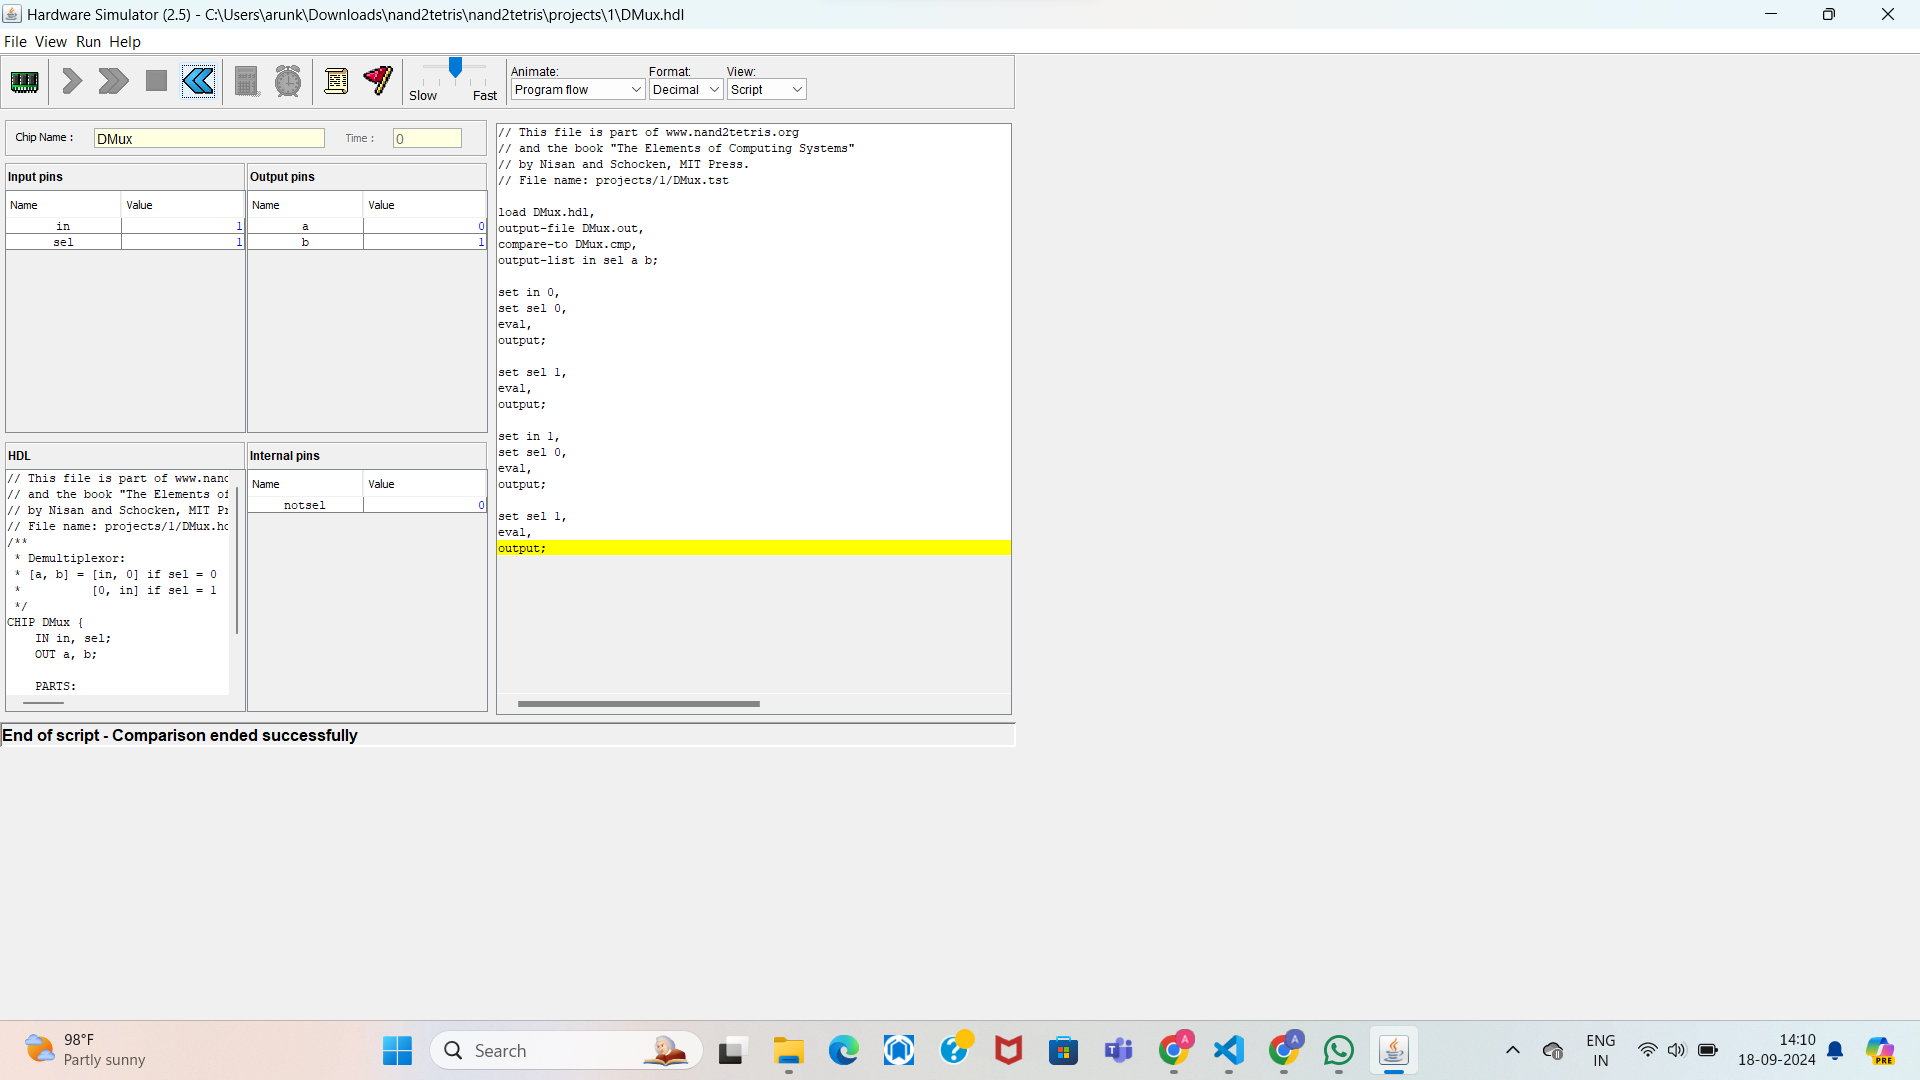 Hardware Simulator (2.5) - C:\Users\arunk\Downloads\nand2tetris\nand2tetris\projects\1\DMux.hdl
File View Run Help
Slow Fast
Animate:
Program flow
Format:
Decimal
View:
Script
Chip Name :
DMux
Time :
0
Input pins
Name Value
in 1
sel 1
Output pins
Name Value
a 0
b 1
HDL
// This file is part of www.nand
// and the book "The Elements of
// by Nisan and Schocken, MIT Pr
// File name: projects/1/DMux.hd
/**
* Demultiplexor:
* [a, b] = [in, 0] if sel = 0
* [0, in] if sel = 1
*/
CHIP DMux {
IN in, sel;
OUT a, b;
PARTS:
Internal pins
Name Value
notsel 0
// This file is part of www.nand2tetris.org
// and the book "The Elements of Computing Systems"
// by Nisan and Schocken, MIT Press.
// File name: projects/1/DMux.tst
load DMux.hdl,
output-file DMux.out,
compare-to DMux.cmp,
output-list in sel a b;
set in 0,
set sel 0,
eval,
output;
set sel 1,
eval,
output;
set in 1,
set sel 0,
eval,
output;
set sel 1,
eval,
output;
End of script - Comparison ended successfully
98°F
Partly sunny
Search
A
A
ENG
IN
14:10
18-09-2024
PRE